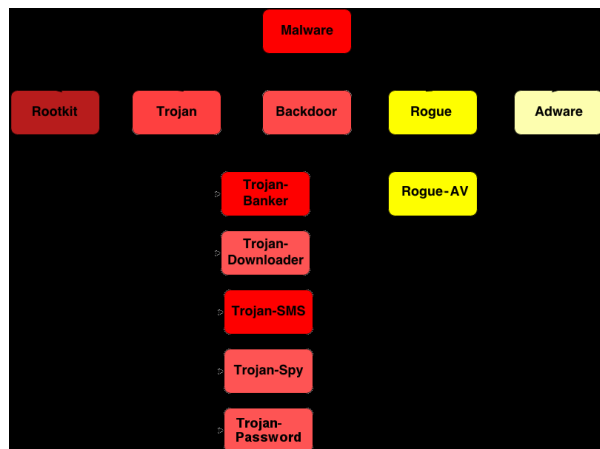 Malware
Rootkit
Trojan
Backdoor
Rogue
Adware
Trojan-
Banker
Rogue-AV
Trojan-
Downloader
Trojan-SMS
Trojan-Spy
Trojan-
Password